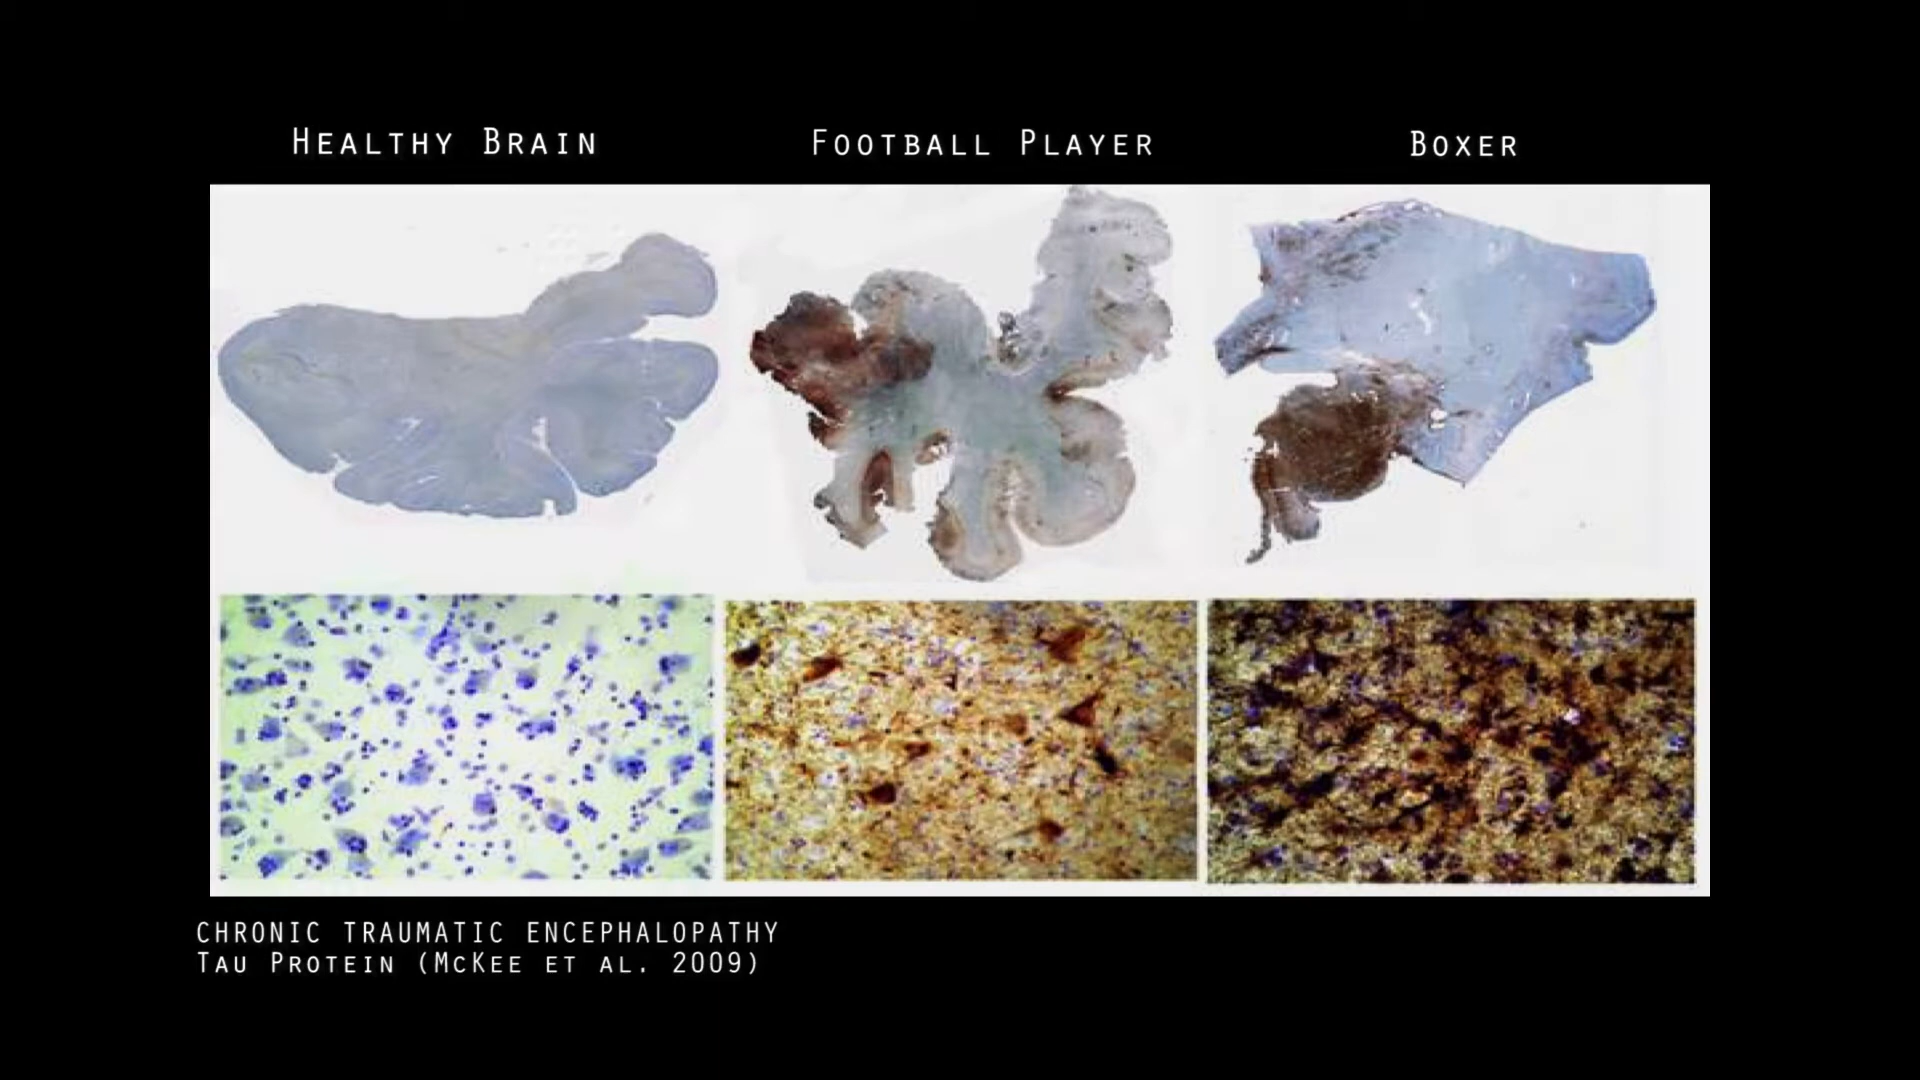 HEALTHY BRAIN
FOOTBALL PLAYER
BOXER
CHRONIC TRAUMATIC ENCEPHALOPATHY
TAU PROTEIN (MCKEE ET AL. 2009)